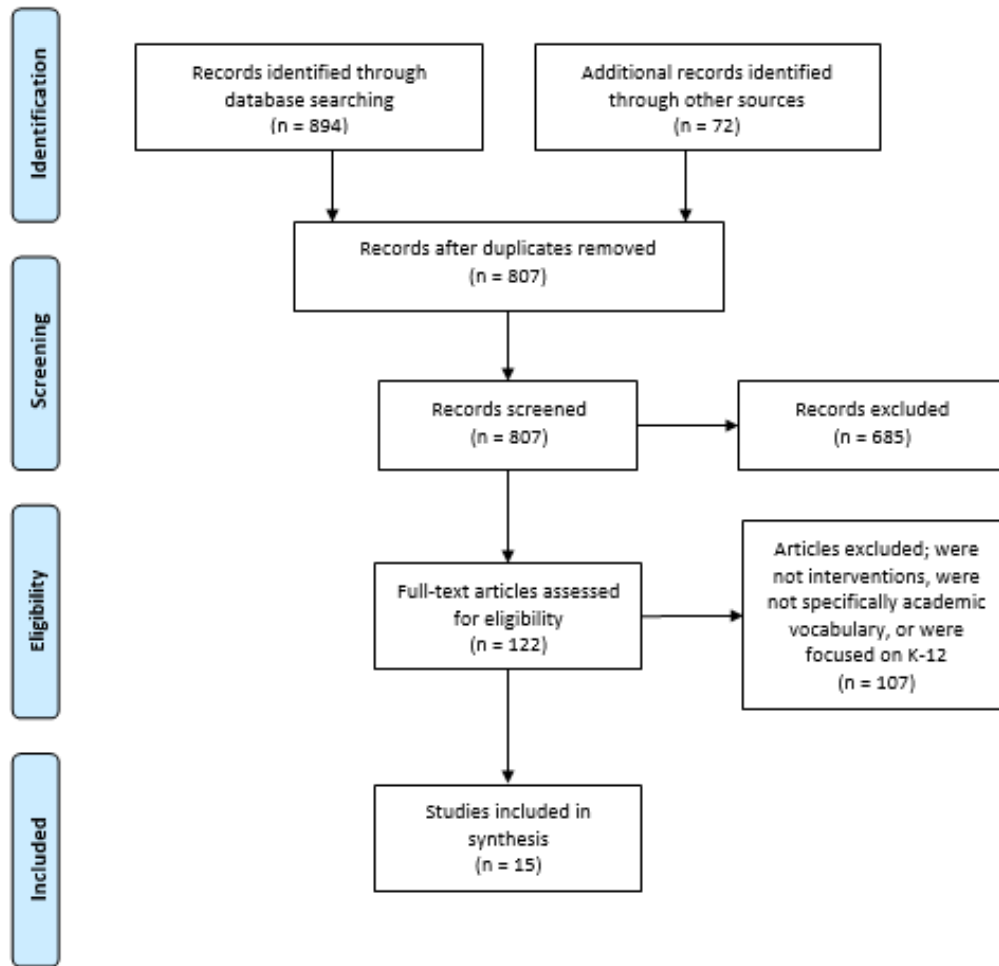 Identification
Records identified through
database searching
(n = 894)
Additional records identified
through other sources
(n = 72)
Records after duplicates removed
(n = 807)
Screening
Records screened
(n = 807)
Records excluded
(n = 685)
Eligibility
Full-text articles assessed
for eligibility
(n = 122)
Articles excluded; were
not interventions, were
not specifically academic
vocabulary, or were
focused on K-12
(n = 107)
Included
Studies included in
synthesis
(n = 15)